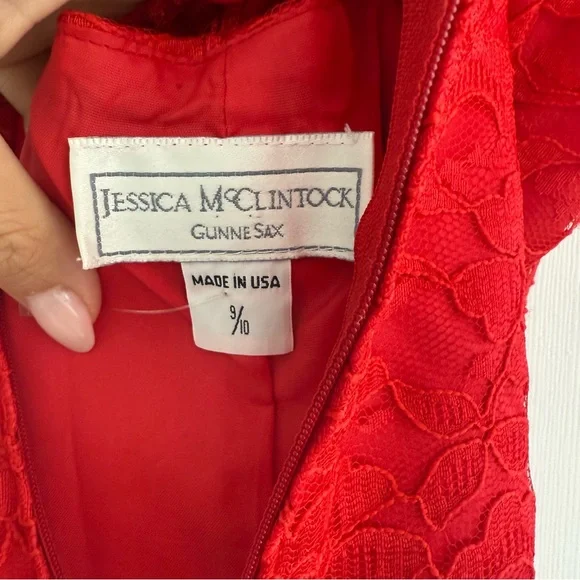 JESSICA McCLINTOCK
GUNNE SAX
MADE IN USA
9/10